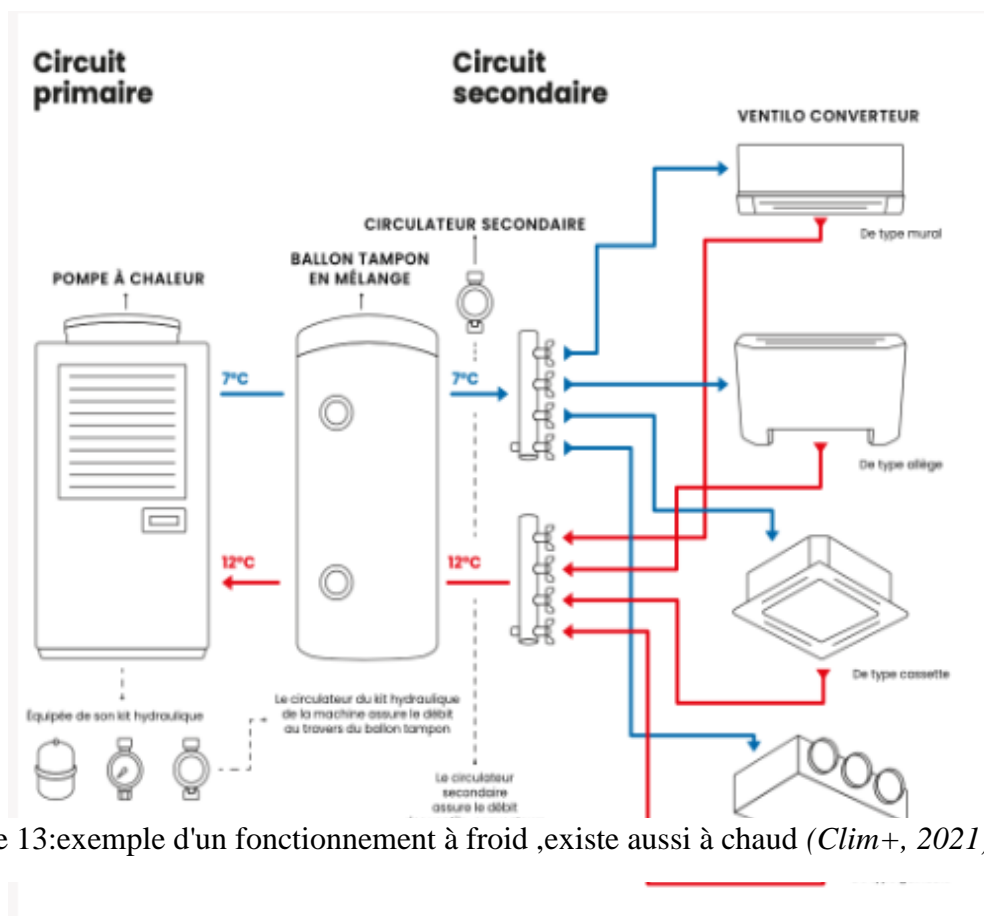 Circuit
primaire
Circuit
secondaire
VENTILO CONVERTEUR
De type mural
CIRCULATEUR SECONDAIRE
BALLON TAMPON
EN MÉLANGE
POMPE À CHALEUR
7°C
7°C
De type allège
12°C
12°C
De type cassette
Équipée de son kit hydraulique
Le circulateur du kit hydraulique
de la machine assure le débit
au travers du ballon tampon
Le circulateur
secondaire
assure le débit
e 13:exemple d'un fonctionnement à froid ,existe aussi à chaud (Clim+, 2021)